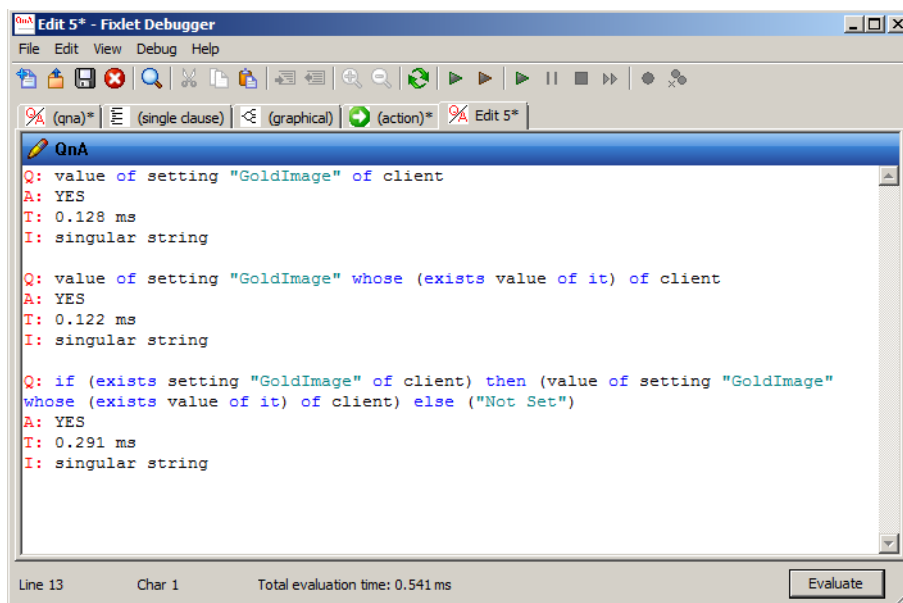 QnA Edit 5* - Fixlet Debugger
File Edit View Debug Help
(qna)* (single clause) (graphical) (action)* Edit 5*
QnA
Q: value of setting "GoldImage" of client
A: YES
T: 0.128 ms
I: singular string
Q: value of setting "GoldImage" whose (exists value of it) of client
A: YES
T: 0.122 ms
I: singular string
Q: if (exists setting "GoldImage" of client) then (value of setting "GoldImage"
whose (exists value of it) of client) else ("Not Set")
A: YES
T: 0.291 ms
I: singular string
Line 13 Char 1 Total evaluation time: 0.541 ms Evaluate